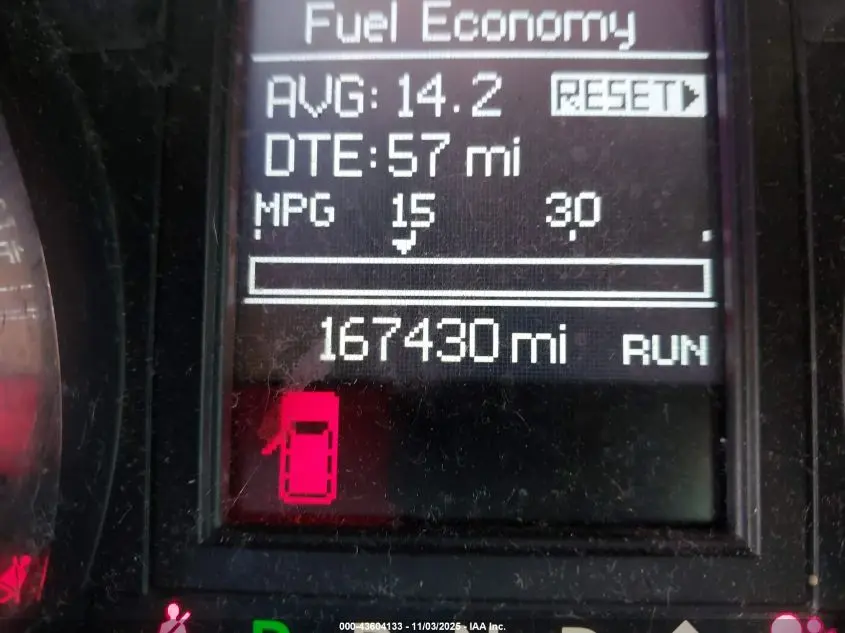 Fuel Economy
AVG: 14.2 RESET
DTE: 57 mi
MPG 15 30
167430 mi RUN
000-43604133 - 11/03/2025 - IAA Inc.